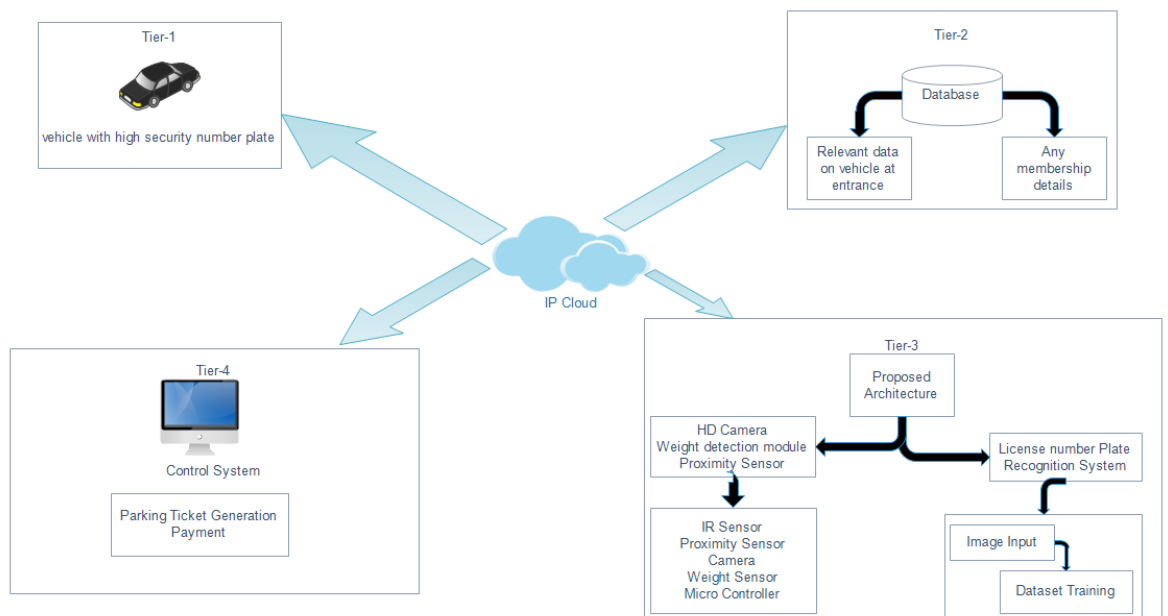 Tier-1
vehicle with high security number plate
Tier-2
Database
Relevant data
on vehicle at
entrance
Any
membership
details
IP Cloud
Tier-4
Control System
Parking Ticket Generation
Payment
Tier-3
Proposed
Architecture
HD Camera
Weight detection module
Proximity Sensor
License number Plate
Recognition System
IR Sensor
Proximity Sensor
Camera
Weight Sensor
Micro Controller
Image Input
Dataset Training